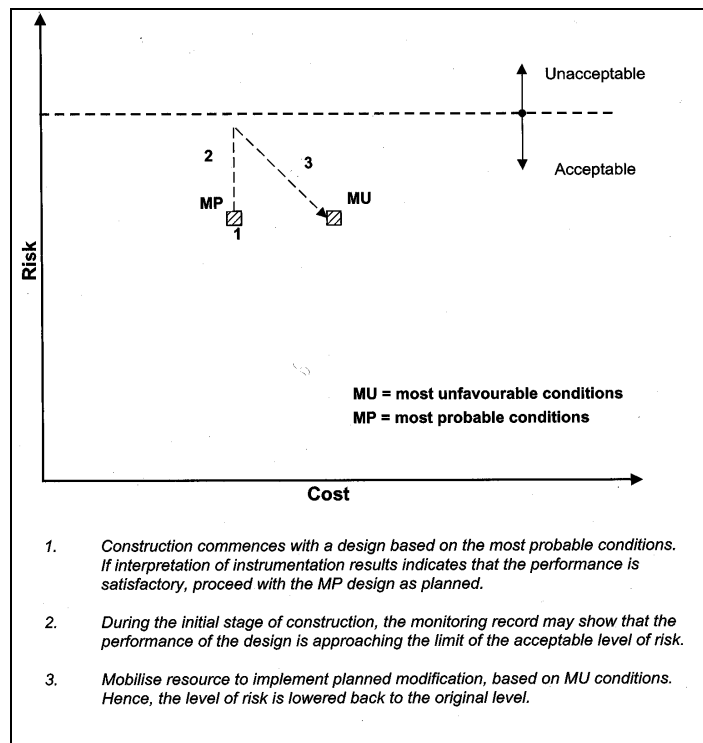 Unacceptable
Acceptable
2
3
MP
MU
1
Risk
MU = most unfavourable conditions
MP = most probable conditions
Cost
1. Construction commences with a design based on the most probable conditions.
If interpretation of instrumentation results indicates that the performance is
satisfactory, proceed with the MP design as planned.
2. During the initial stage of construction, the monitoring record may show that the
performance of the design is approaching the limit of the acceptable level of risk.
3. Mobilise resource to implement planned modification, based on MU conditions.
Hence, the level of risk is lowered back to the original level.